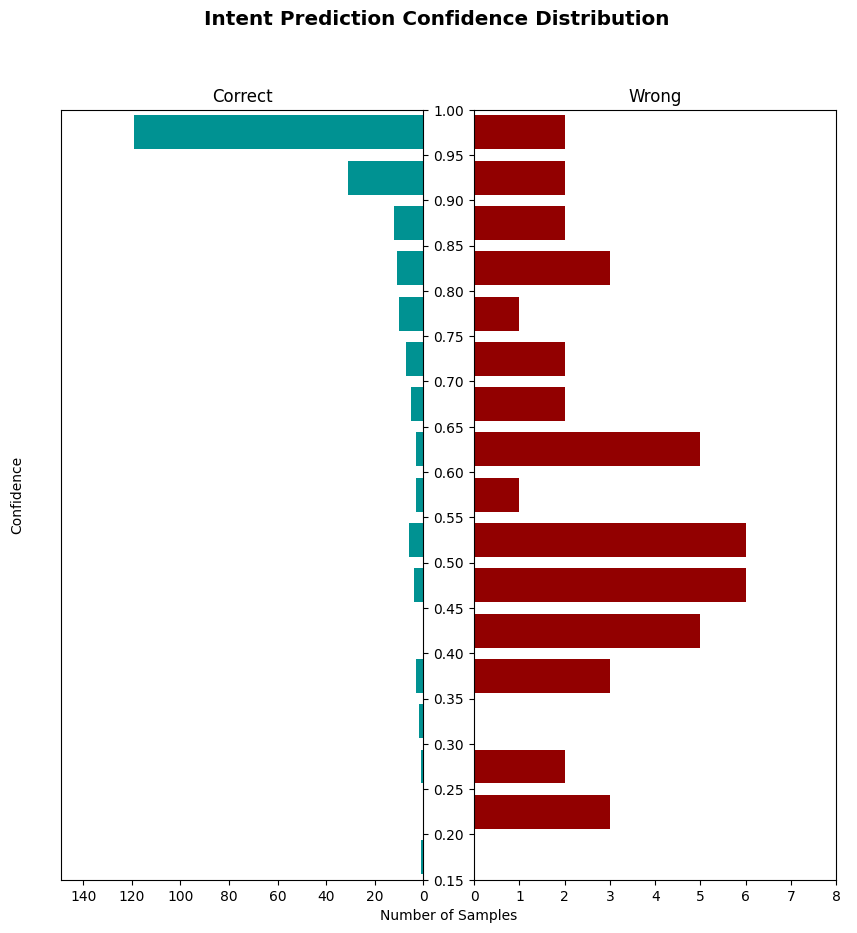 Intent Prediction Confidence Distribution
Correct
Wrong
Confidence
1.00
0.95
0.90
0.85
0.80
0.75
0.70
0.65
0.60
0.55
0.50
0.45
0.40
0.35
0.30
0.25
0.20
0.15
140 120 100 80 60 40 20 0
0 1 2 3 4 5 6 7 8
Number of Samples